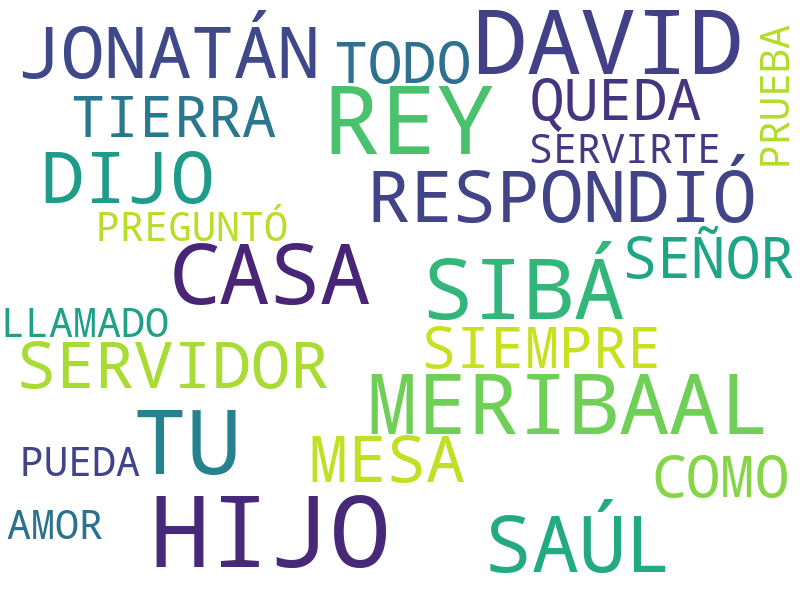 JONATÁN
TODO
DAVID
PRUEBA
TIERRA
REY
QUEDA
SERVIRTE
DIJO
RESPONDIÓ
PREGUNTÓ
CASA
SIBÁ
SEÑOR
LLAMADO
SIEMPRE
SERVIDOR
MERIBAAL
TU
MESA
PUEDA
COMO
AMOR
HIJO
SAÚL